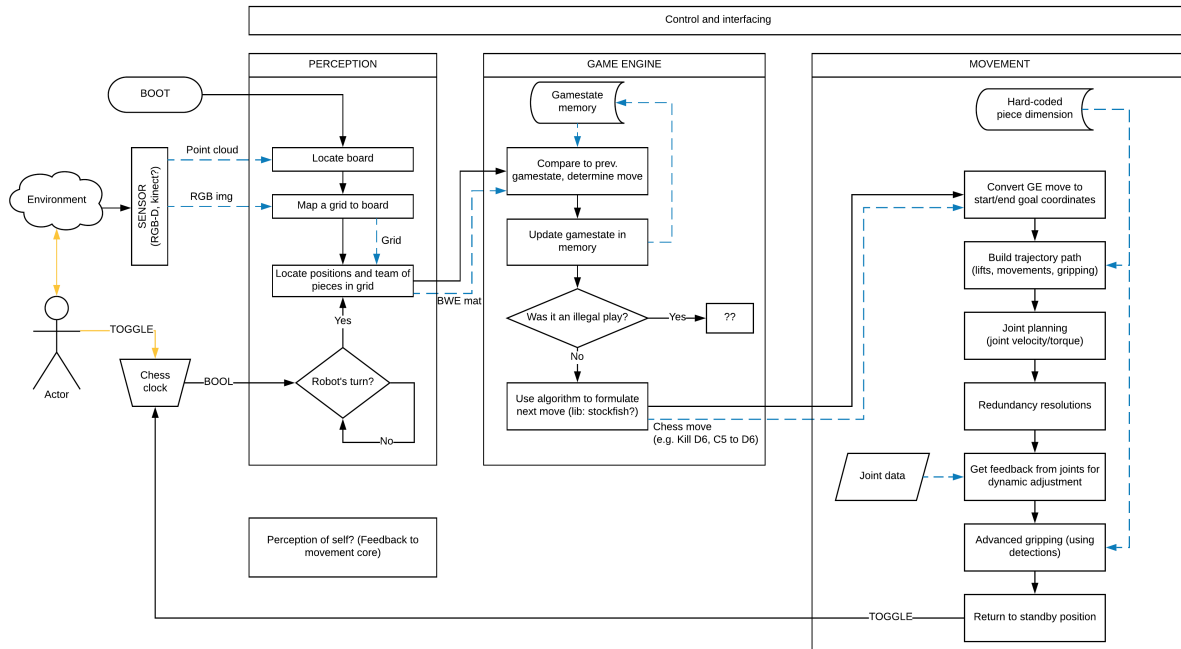 Control and interfacing
PERCEPTION
GAME ENGINE
MOVEMENT
BOOT
Gamestate
memory
Hard-coded
piece dimension
Point cloud
Locate board
Compare to prev.
gamestate, determine move
Environment
SENSOR
(RGB-D, kinect?)
RGB img
Map a grid to board
Convert GE move to
start/end goal coordinates
Grid
Update gamestate in
memory
Build trajectory path
(lifts, movements, gripping)
Locate positions and team of
pieces in grid
BWE mat
Yes
Was it an illegal play?
Yes
??
Joint planning
(joint velocity/torque)
TOGGLE
No
Actor
Chess
clock
BOOL
Robot's turn?
No
Use algorithm to formulate
next move (lib: stockfish?)
Chess move
(e.g. Kill D6, C5 to D6)
Redundancy resolutions
Joint data
Get feedback from joints for
dynamic adjustment
Perception of self? (Feedback to
movement core)
Advanced gripping (using
detections)
TOGGLE
Return to standby position